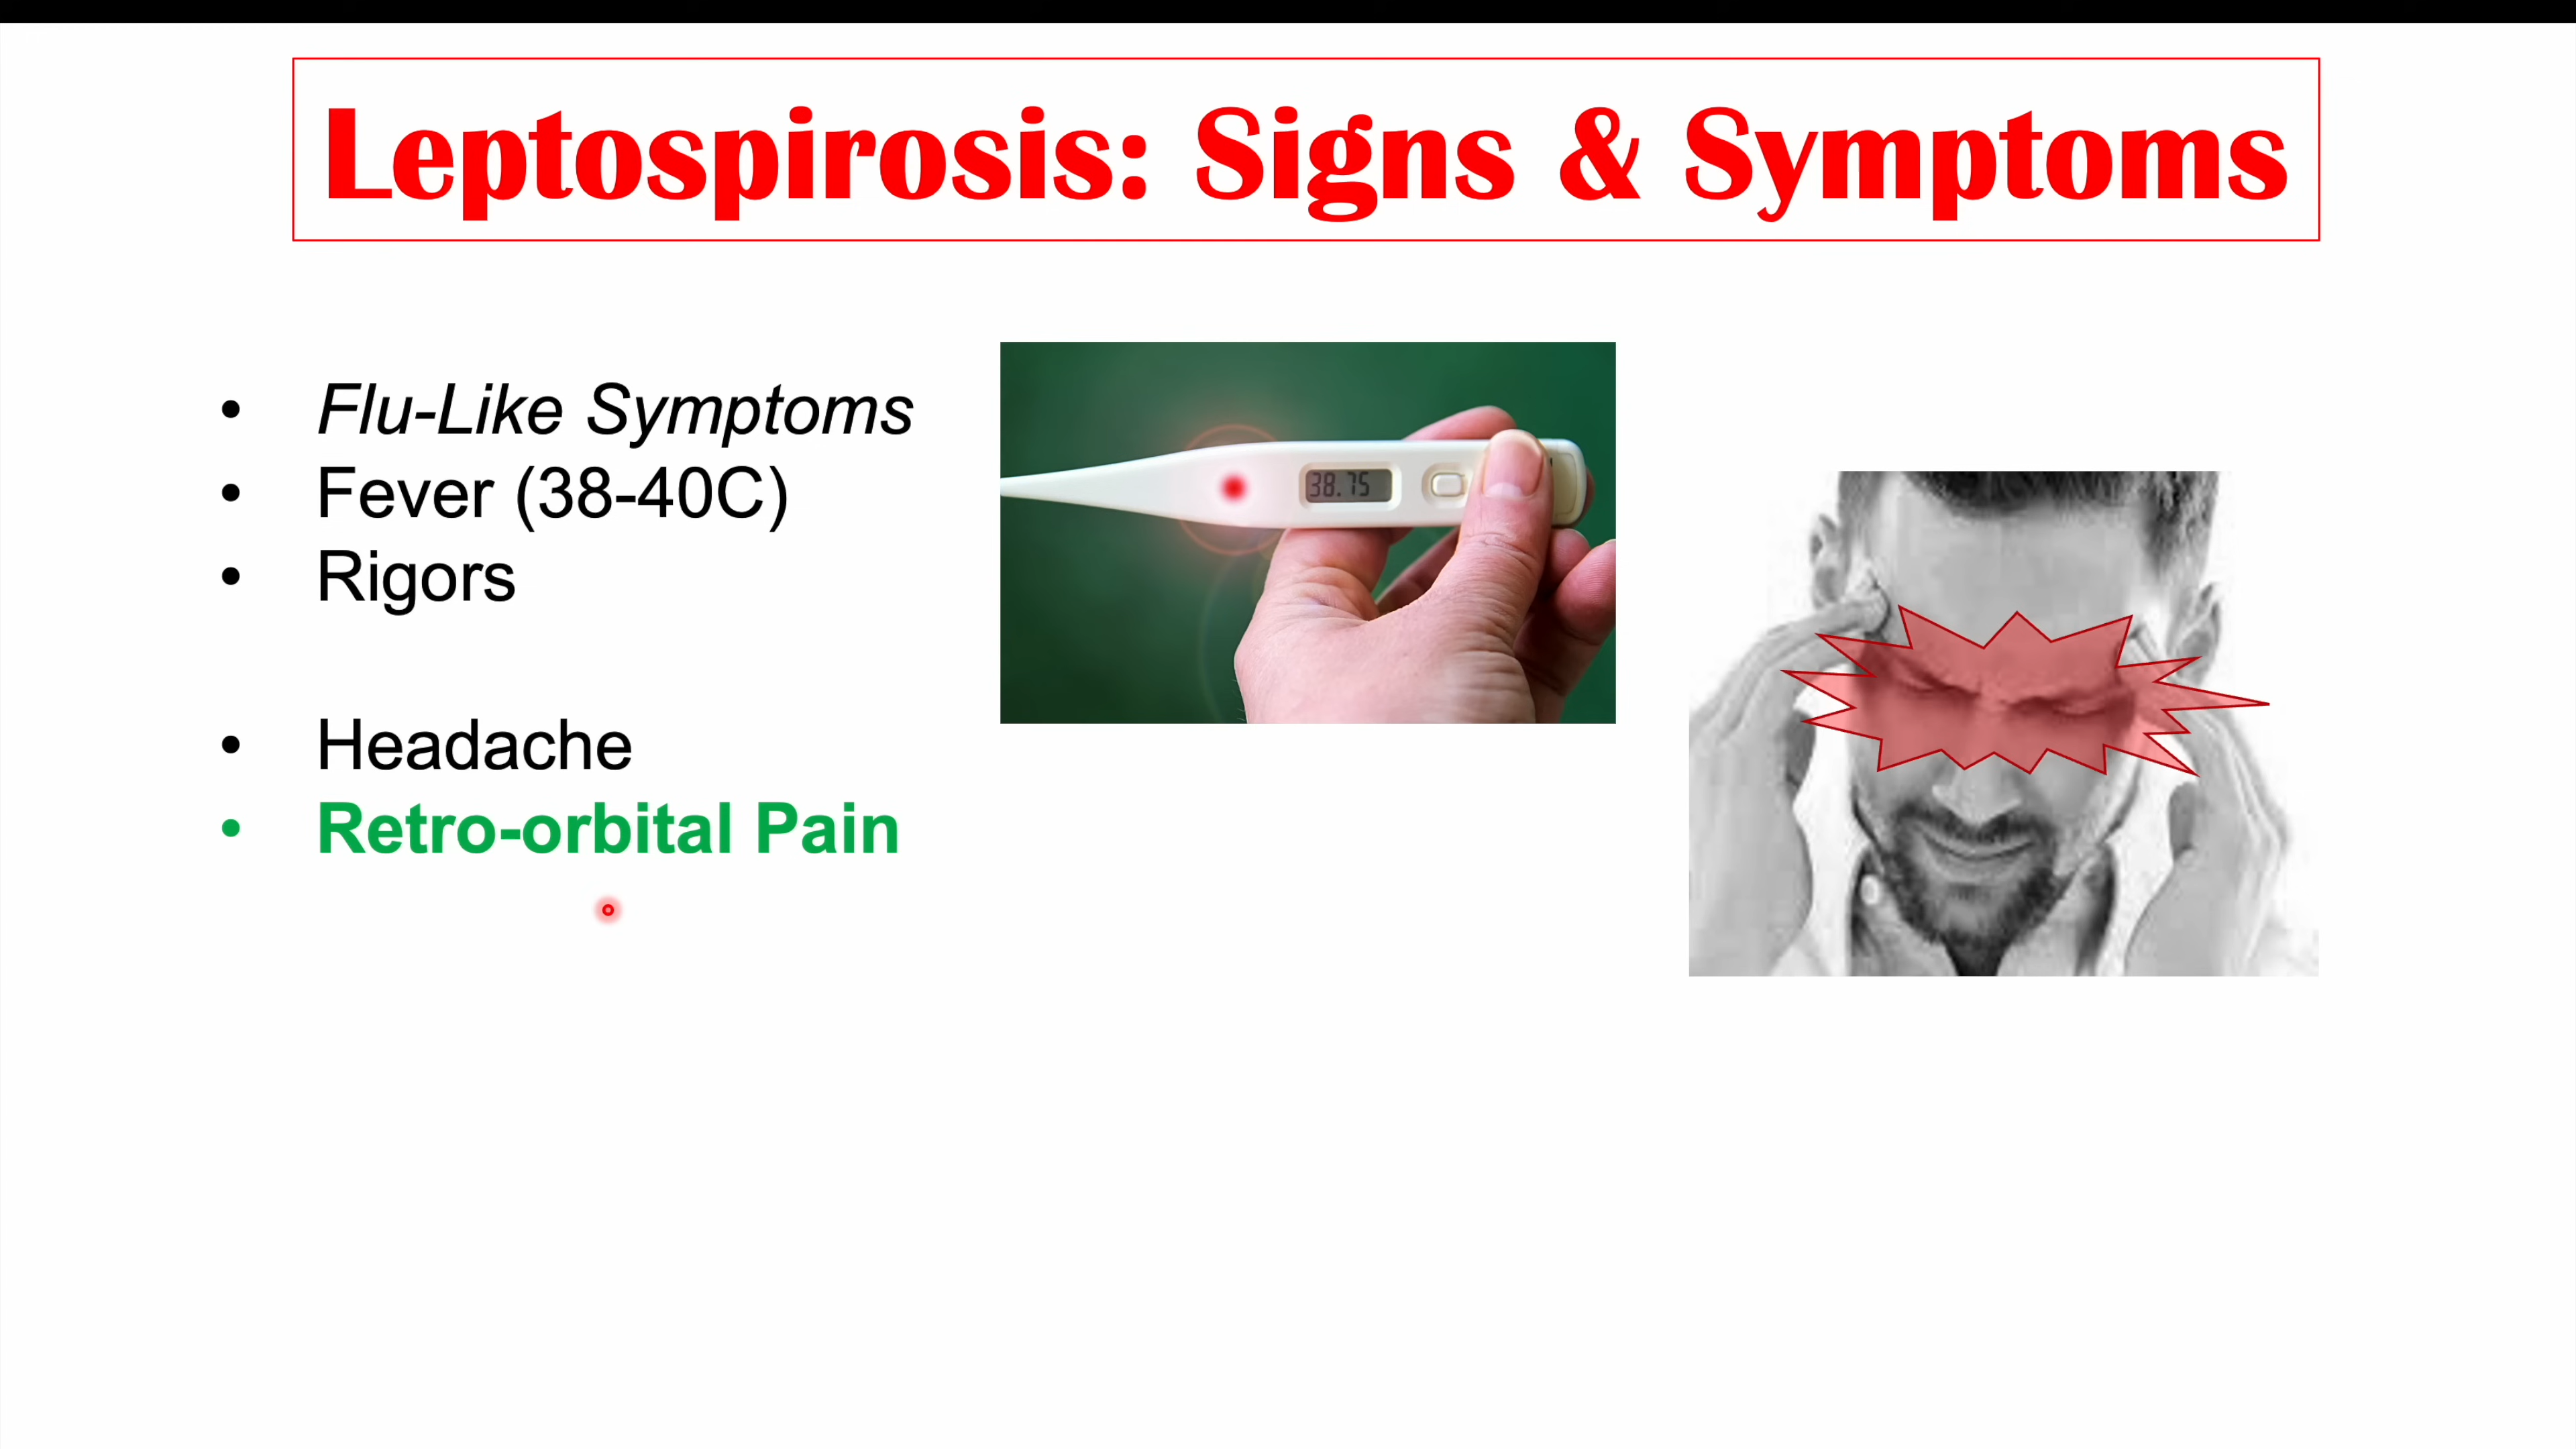 Leptospirosis: Signs & Symptoms
• Flu-Like Symptoms
• Fever (38-40C)
• Rigors
• Headache
• Retro-orbital Pain
38.75